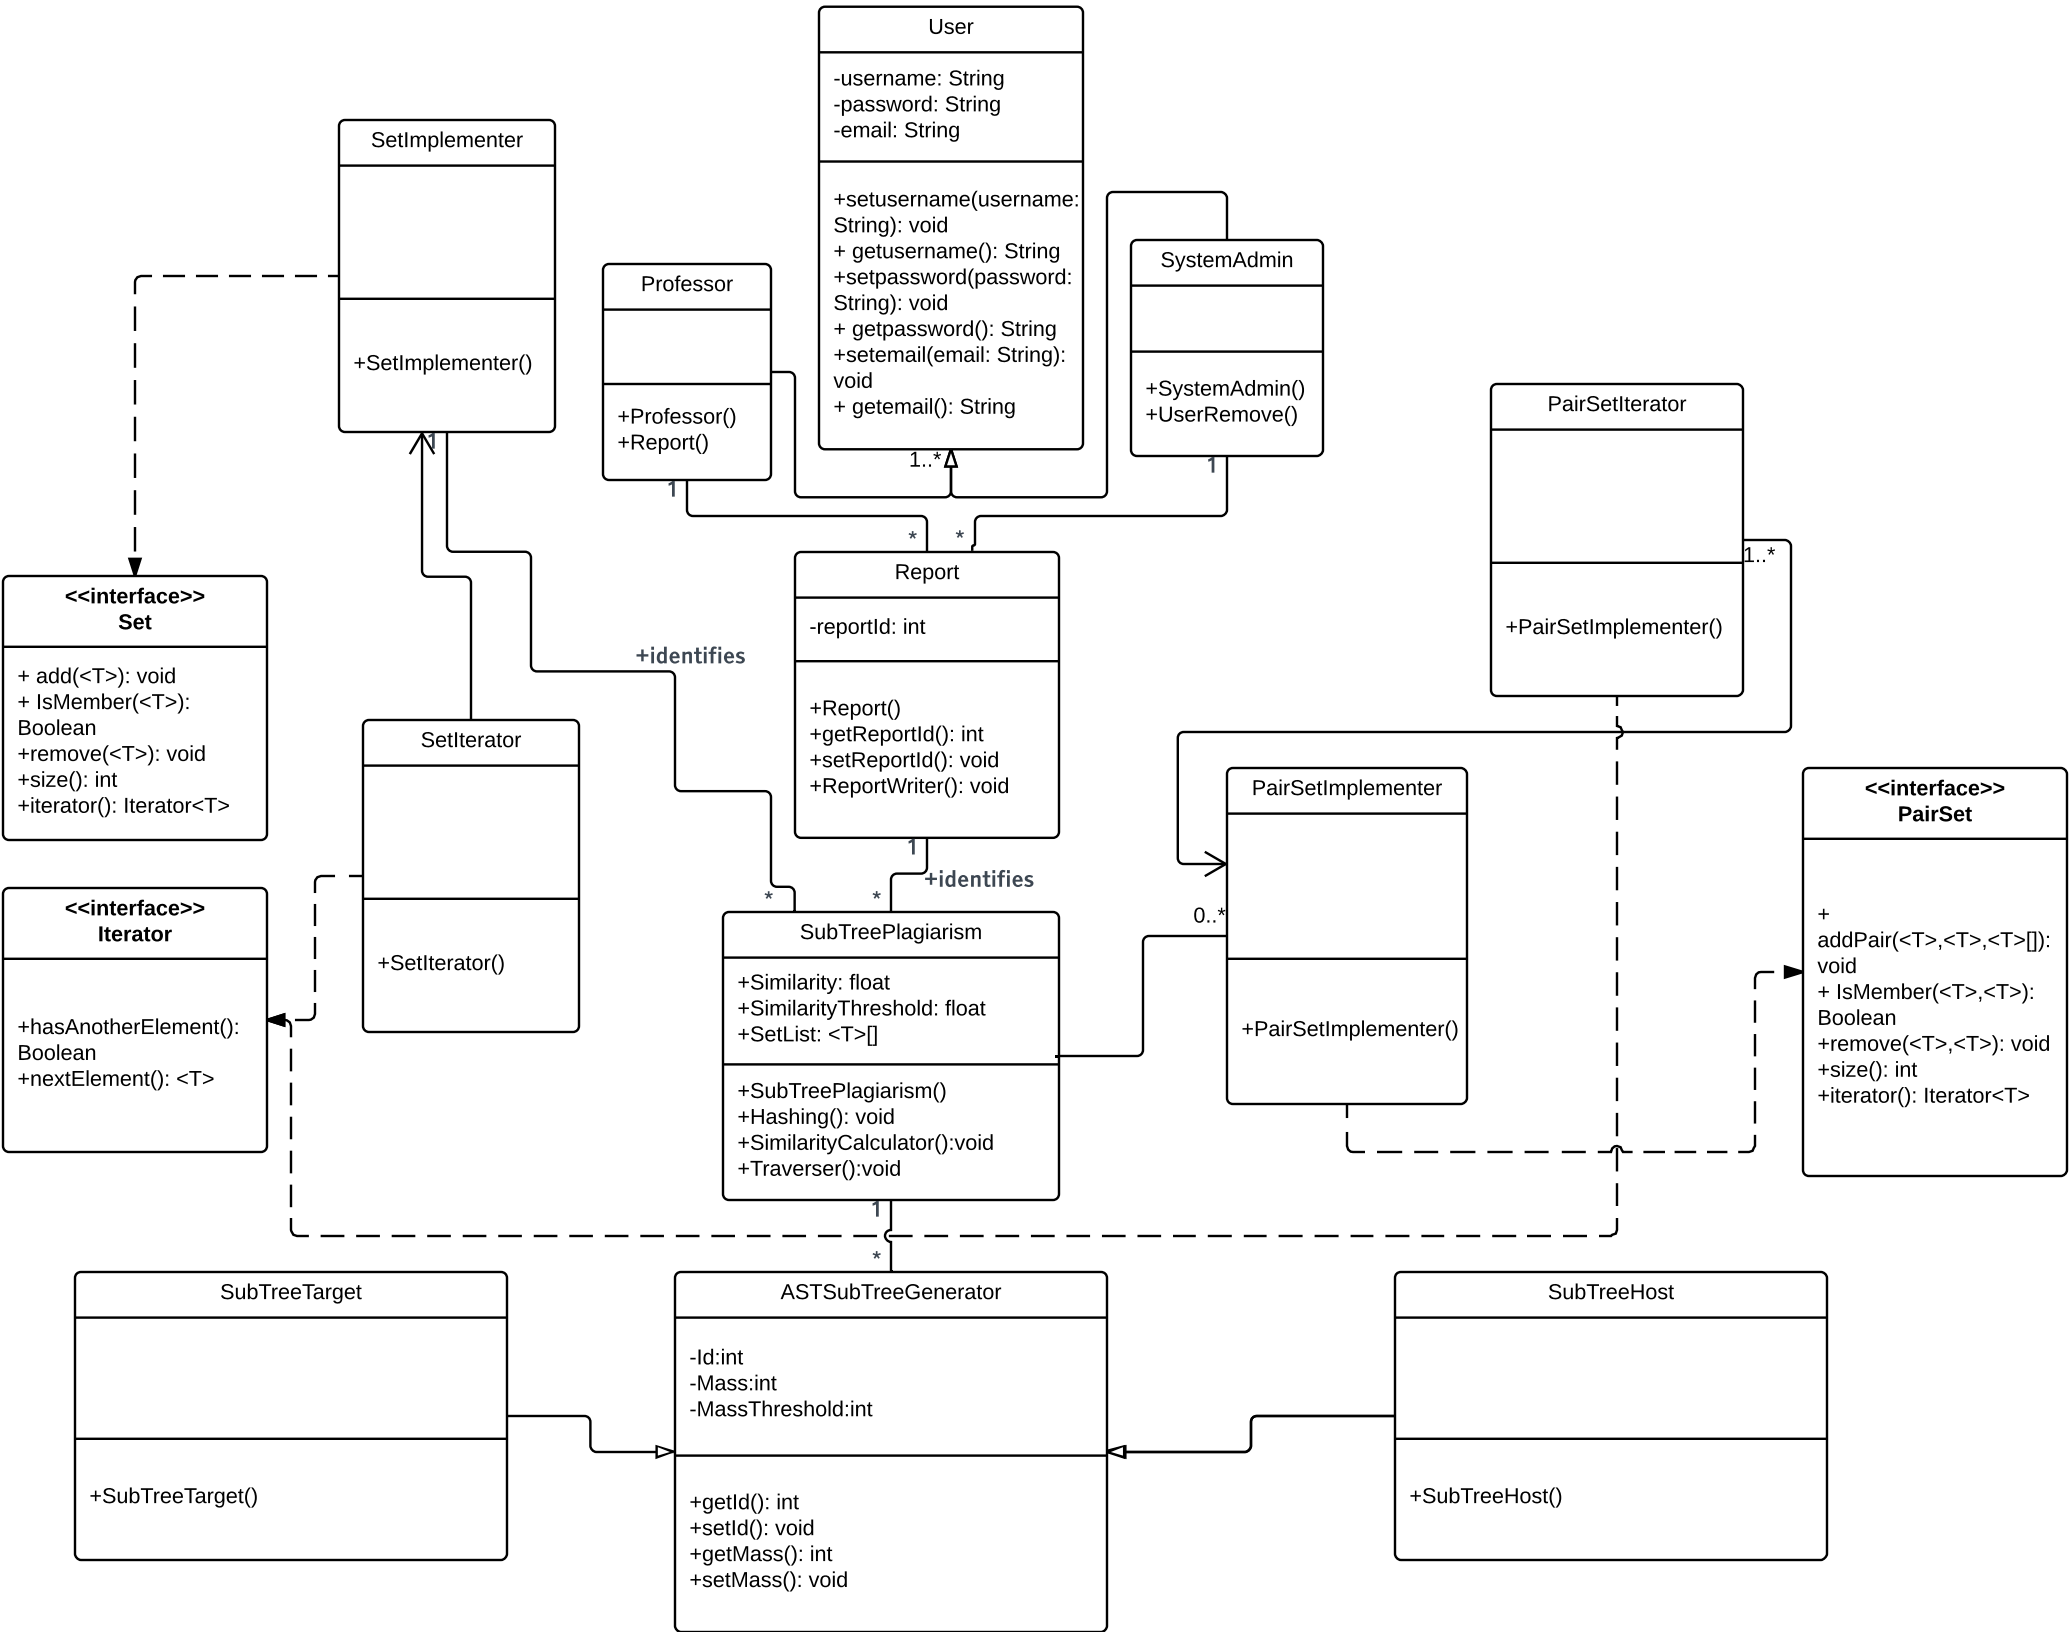 User
-username: String
-password: String
-email: String
+setusername(username:
String): void
+ getusername(): String
+setpassword(password:
String): void
+ getpassword(): String
+setemail(email: String):
void
+ getemail(): String
1..*
SetImplementer
+SetImplementer()
1
Professor
+Professor()
+Report()
1
SystemAdmin
+SystemAdmin()
+UserRemove()
1
PairSetIterator
+PairSetImplementer()
1..*
*
*
Report
-reportId: int
+Report()
+getReportId(): int
+setReportId(): void
+ReportWriter(): void
1
+identifies
<<interface>>
Set
+ add(<T>): void
+ IsMember(<T>):
Boolean
+remove(<T>): void
+size(): int
+iterator(): Iterator<T>
+identifies
SetIterator
+SetIterator()
<<interface>>
Iterator
+hasAnotherElement():
Boolean
+nextElement(): <T>
*
*
SubTreePlagiarism
+Similarity: float
+SimilarityThreshold: float
+SetList: <T>[]
+SubTreePlagiarism()
+Hashing(): void
+SimilarityCalculator():void
+Traverser():void
1
*
PairSetImplementer
0..*
+PairSetImplementer()
<<interface>>
PairSet
+
addPair(<T>,<T>,<T>[]):
void
+ IsMember(<T>,<T>):
Boolean
+remove(<T>,<T>): void
+size(): int
+iterator(): Iterator<T>
SubTreeTarget
+SubTreeTarget()
ASTSubTreeGenerator
-Id:int
-Mass:int
-MassThreshold:int
+getId(): int
+setId(): void
+getMass(): int
+setMass(): void
SubTreeHost
+SubTreeHost()